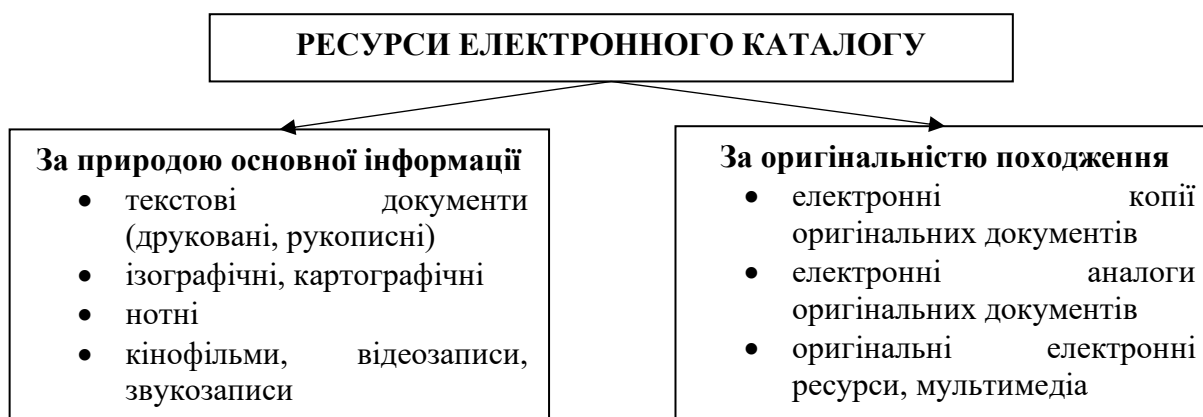 РЕСУРСИ ЕЛЕКТРОННОГО КАТАЛОГУ
За природою основної інформації
• текстові документи
(друковані, рукописні)
• ізографічні, картографічні
• нотні
• кінофільми, відеозаписи,
звукозаписи
За оригінальністю походження
• електронні копії
оригінальних документів
• електронні аналоги
оригінальних документів
• оригінальні електронні
ресурси, мультимедіа